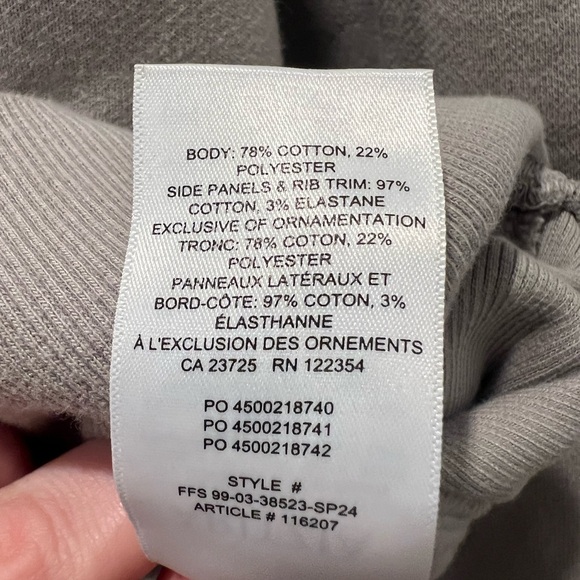 BODY: 78% COTTON, 22%
POLYESTER
SIDE PANELS & RIB TRIM: 97%
COTTON, 3% ELASTANE
EXCLUSIVE OF ORNAMENTATION
TRONC: 78% COTON, 22%
POLYESTER
PANNEAUX LATÉRAUX ET
BORD-CÔTE: 97% COTON, 3%
ÉLASTHANNE
À L'EXCLUSION DES ORNEMENTS
CA 23725 RN 122354
PO 4500218740
PO 4500218741
PO 4500218742
STYLE #
FFS 99-03-38523-SP24
ARTICLE # 116207